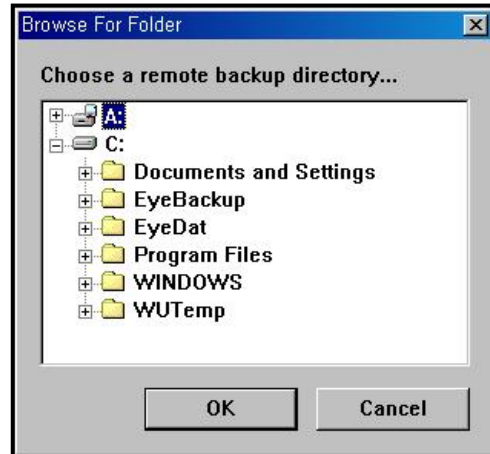 Browse For Folder
Choose a remote backup directory...
A:
C:
Documents and Settings
EyeBackup
EyeDat
Program Files
WINDOWS
WUTemp
OK Cancel